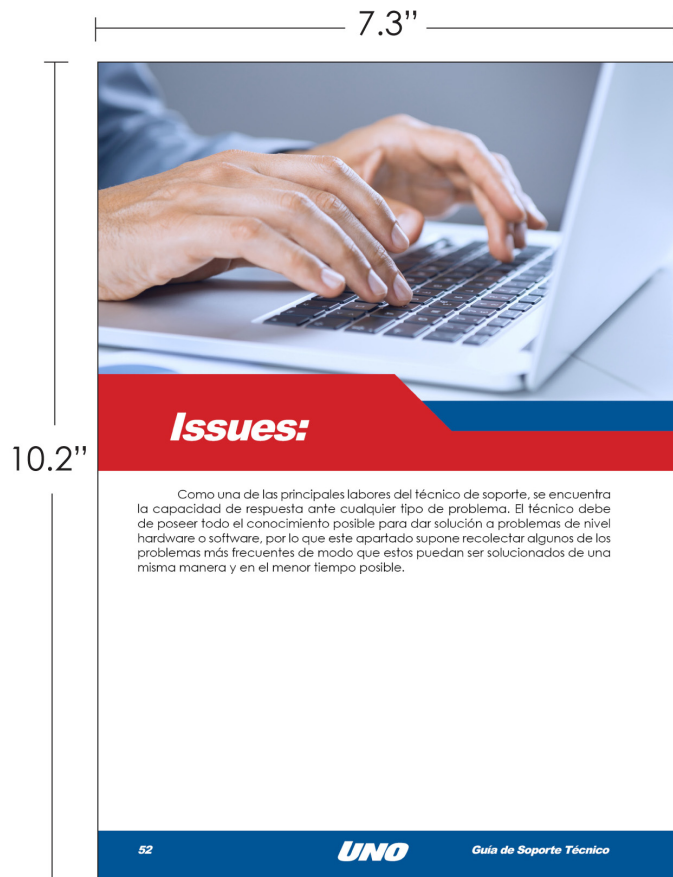 7.3”
10.2”
Issues:
Como una de las principales labores del técnico de soporte, se encuentra
la capacidad de respuesta ante cualquier tipo de problema. El técnico debe
de poseer todo el conocimiento posible para dar solución a problemas de nivel
hardware o software, por lo que este apartado supone recolectar algunos de los
problemas más frecuentes de modo que estos puedan ser solucionados de una
misma manera y en el menor tiempo posible.
52
UNO
Guía de Soporte Técnico